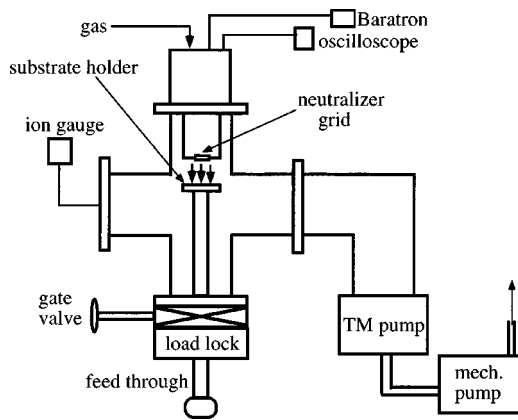 Baratron
gas
oscilloscope
substrate holder
neutralizer
grid
ion gauge
gate
valve
load lock
TM pump
feed through
mech.
pump